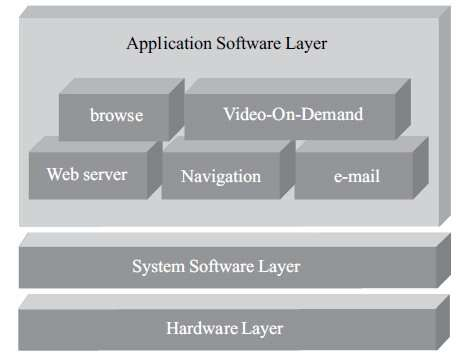 Application Software Layer
browse
Video-On-Demand
Web server
Navigation
e-mail
System Software Layer
Hardware Layer